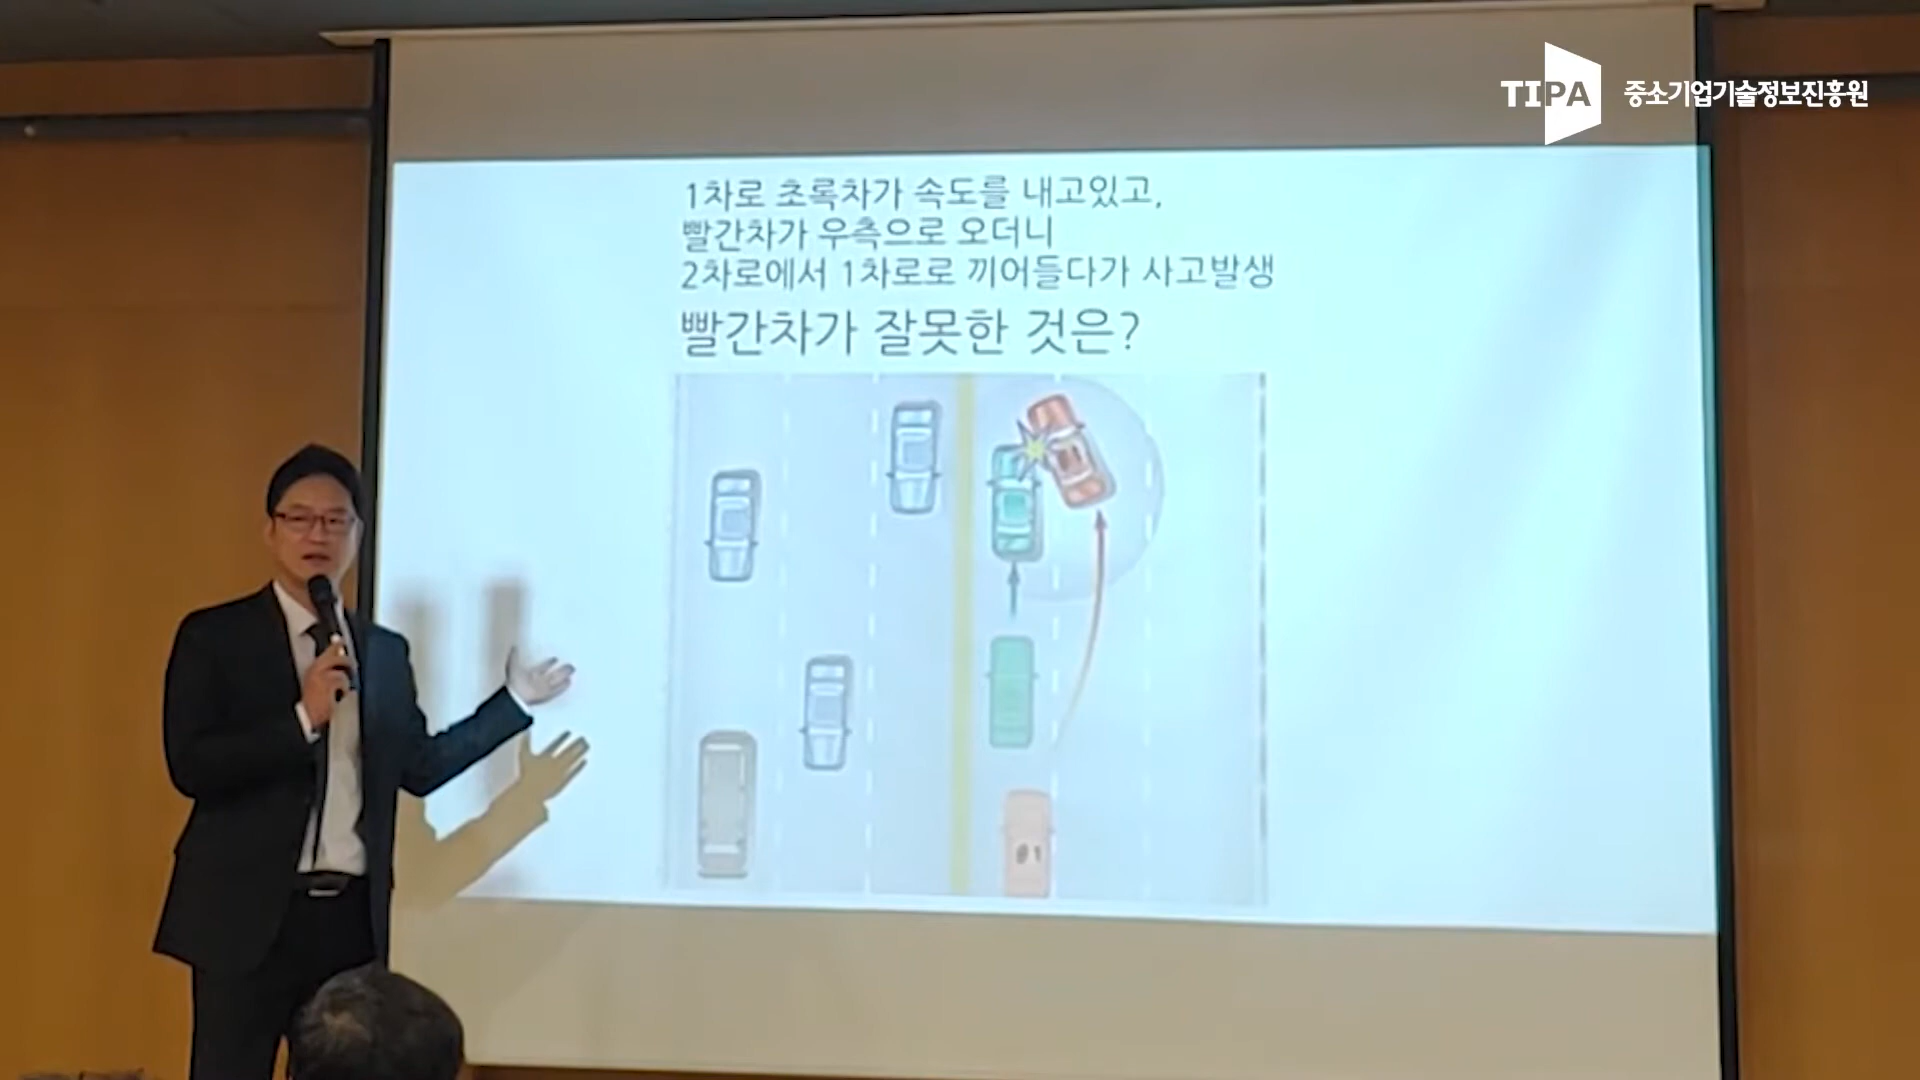 TIPA 중소기업기술정보진흥원
1차로 초록차가 속도를 내고있고,
빨간차가 우측으로 오더니
2차로에서 1차로로 끼어들다가 사고발생
빨간차가 잘못한 것은?